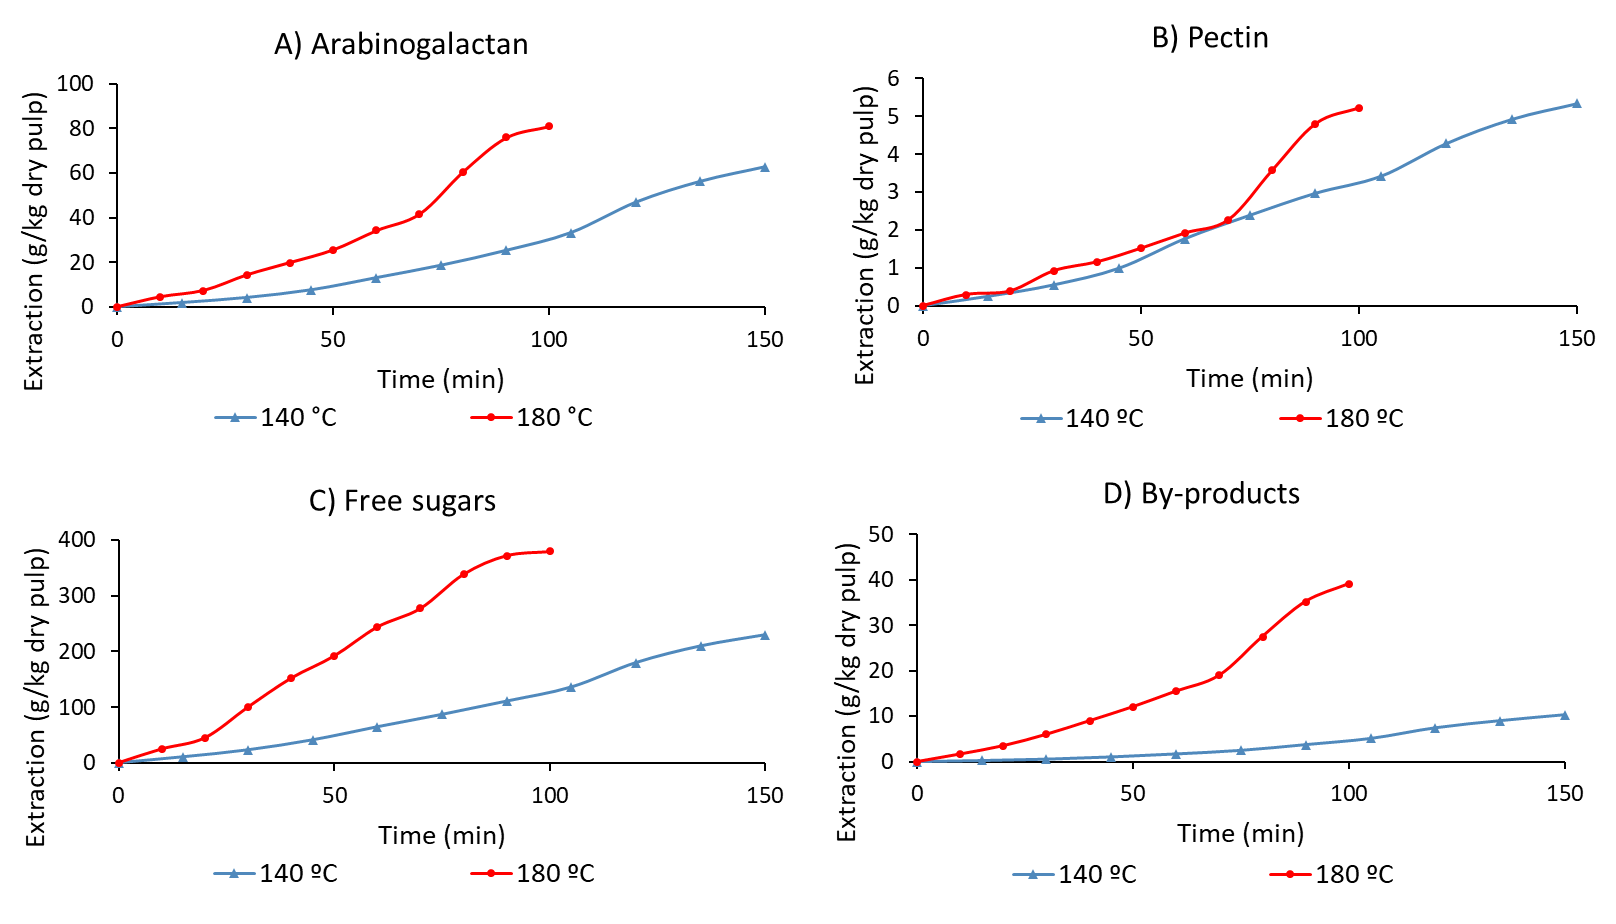 A) Arabinogalactan
Extraction (g/kg dry pulp)
100
80
60
40
20
0
0 50 100 150
Time (min)
140 °C 180 °C
B) Pectin
Extraction (g/kg dry pulp)
6
5
4
3
2
1
0
0 50 100 150
Time (min)
140 ºC 180 ºC
C) Free sugars
Extraction (g/kg dry pulp)
400
300
200
100
0
0 50 100 150
Time (min)
140 ºC 180 ºC
D) By-products
Extraction (g/kg dry pulp)
50
40
30
20
10
0
0 50 100 150
Time (min)
140 ºC 180 ºC